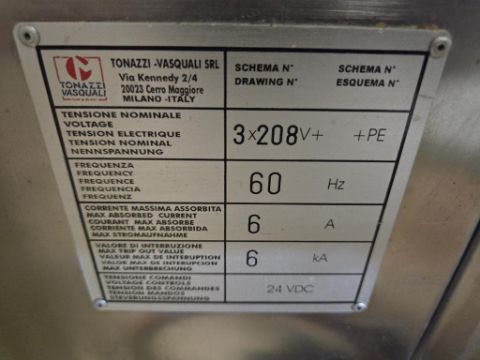 TONAZZI
VASQUALI
TONAZZI -VASQUALI SRL
Via Kennedy 2/4
20023 Cerro Maggiore
MILANO -ITALY
SCHEMA N°
DRAWING N°
SCHEMA N°
ESQUEMA N°
TENSIONE NOMINALE
VOLTAGE
TENSION ELECTRIQUE
TENSION NOMINAL
NENNSPANNUNG
3x208V+ +PE
FREQUENZA
FREQUENCY
FREQUENCE
FREQUENCIA
FREQUENZ
60 Hz
CORRENTE MASSIMA ASSORBITA
MAX ABSORBED CURRENT
COURANT MAX ABSORBE
CORRIENTE MAX ABSORBIDA
MAX STROMAUFNAHME
6 A
VALORE DI INTERRUZIONE
MAX TRIP OUT VALUE
VALEUR MAX DE INTERRUPTION
VALOR MAX DE INTERRUPCION
MAX UNTERBRECHUNG
6 kA
TENSIONE COMANDI
VOLTAGE CONTROLS
TENSION DES COMMANDES
TENSION MANDOS
STEVERUNGSSPANNUNG
24 VDC